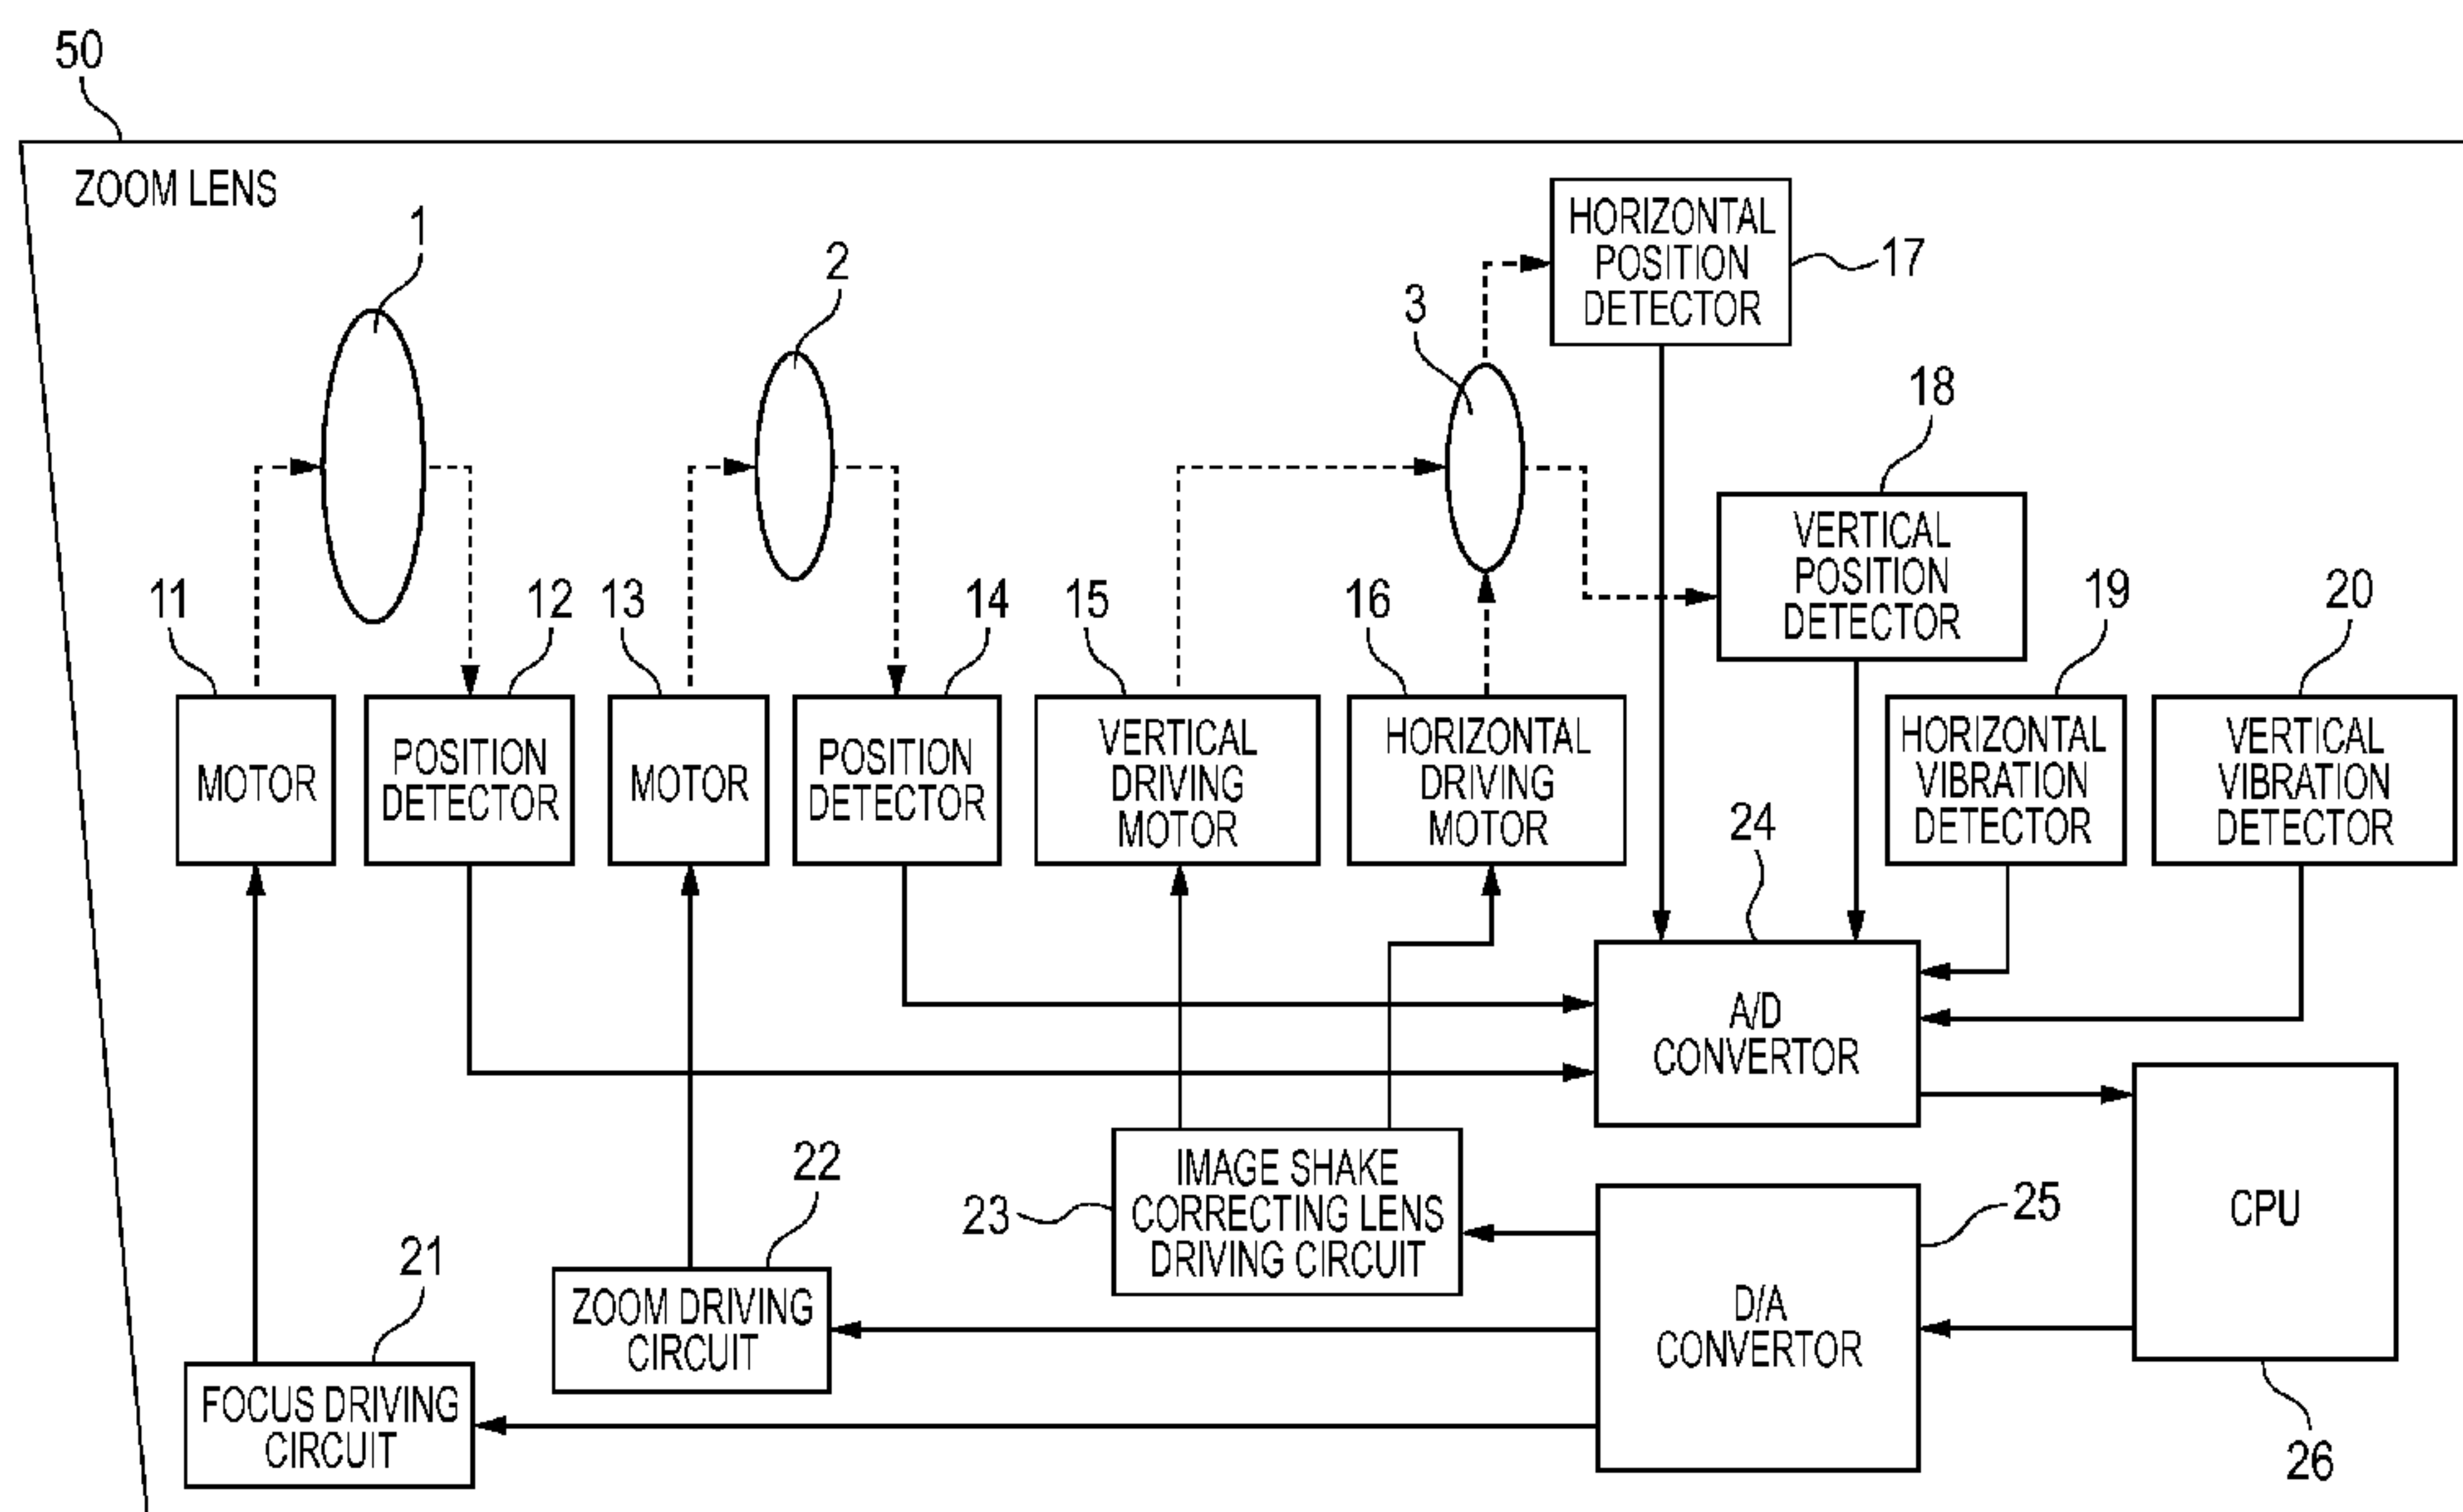 50
ZOOM LENS
1
2
3
HORIZONTAL
POSITION
DETECTOR
17
18
VERTICAL
POSITION
DETECTOR
11
12
13
14
15
16
19
20
MOTOR
POSITION
DETECTOR
MOTOR
POSITION
DETECTOR
VERTICAL
DRIVING
MOTOR
HORIZONTAL
DRIVING
MOTOR
HORIZONTAL
VIBRATION
DETECTOR
VERTICAL
VIBRATION
DETECTOR
24
A/D
CONVERTOR
22
23
IMAGE SHAKE
CORRECTING LENS
DRIVING CIRCUIT
25
CPU
21
ZOOM DRIVING
CIRCUIT
D/A
CONVERTOR
FOCUS DRIVING
CIRCUIT
26